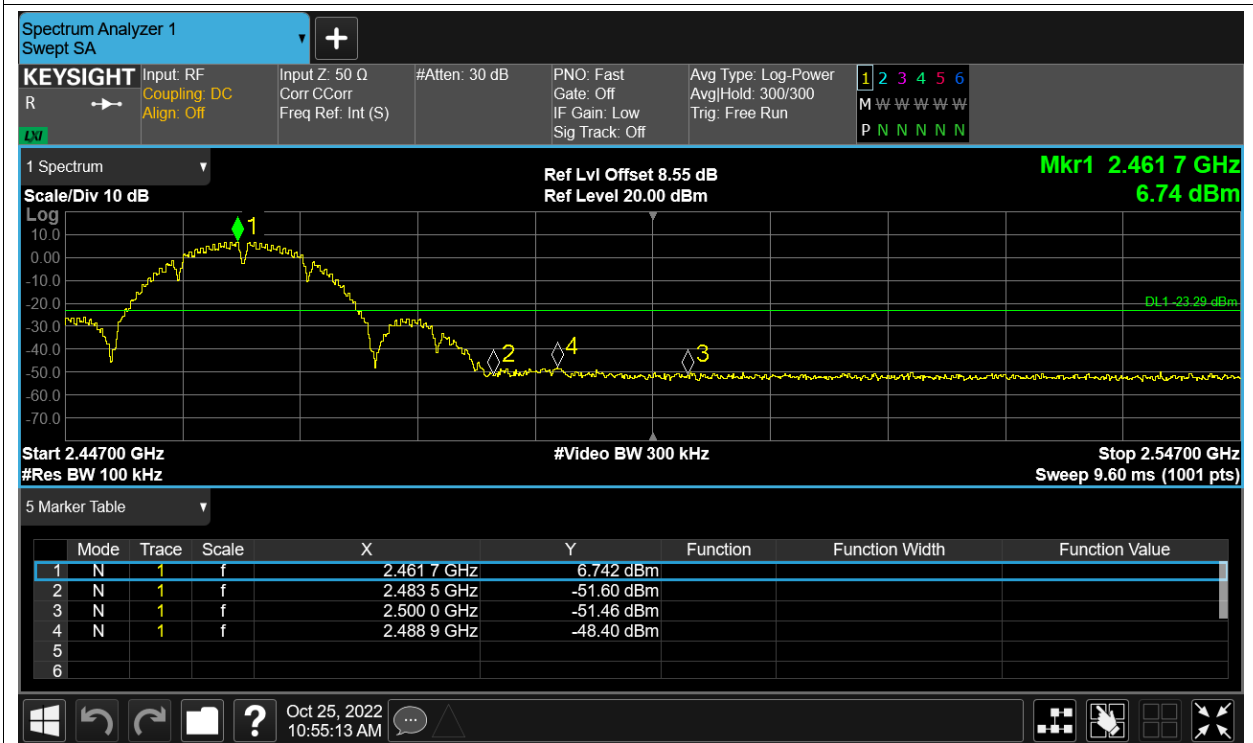 Spectrum Analyzer 1
Swept SA
KEYSIGHT Input: RF Input Z: 50 Ω #Atten: 30 dB PNO: Fast Avg Type: Log-Power 1 2 3 4 5 6
R Coupling: DC Corr CCorr Gate: Off Avg|Hold: 300/300 M W W W W W
Align: Off Freq Ref: Int (S) IF Gain: Low Trig: Free Run
LXI Sig Track: Off P N N N N N
1 Spectrum Ref Lvl Offset 8.55 dB Mkr1 2.461 7 GHz
Scale/Div 10 dB Ref Level 20.00 dBm 6.74 dBm
Log
1
10.0
0.00
-10.0
-20.0 DL1 -23.29 dBm
-30.0
-40.0 2 4 3
-50.0
-60.0
-70.0
Start 2.44700 GHz #Video BW 300 kHz Stop 2.54700 GHz
#Res BW 100 kHz Sweep 9.60 ms (1001 pts)
5 Marker Table
Mode Trace Scale X Y Function Function Width Function Value
1 N 1 f 2.461 7 GHz 6.742 dBm
2 N 1 f 2.483 5 GHz -51.60 dBm
3 N 1 f 2.500 0 GHz -51.46 dBm
4 N 1 f 2.488 9 GHz -48.40 dBm
5
6
? Oct 25, 2022
10:55:13 AM